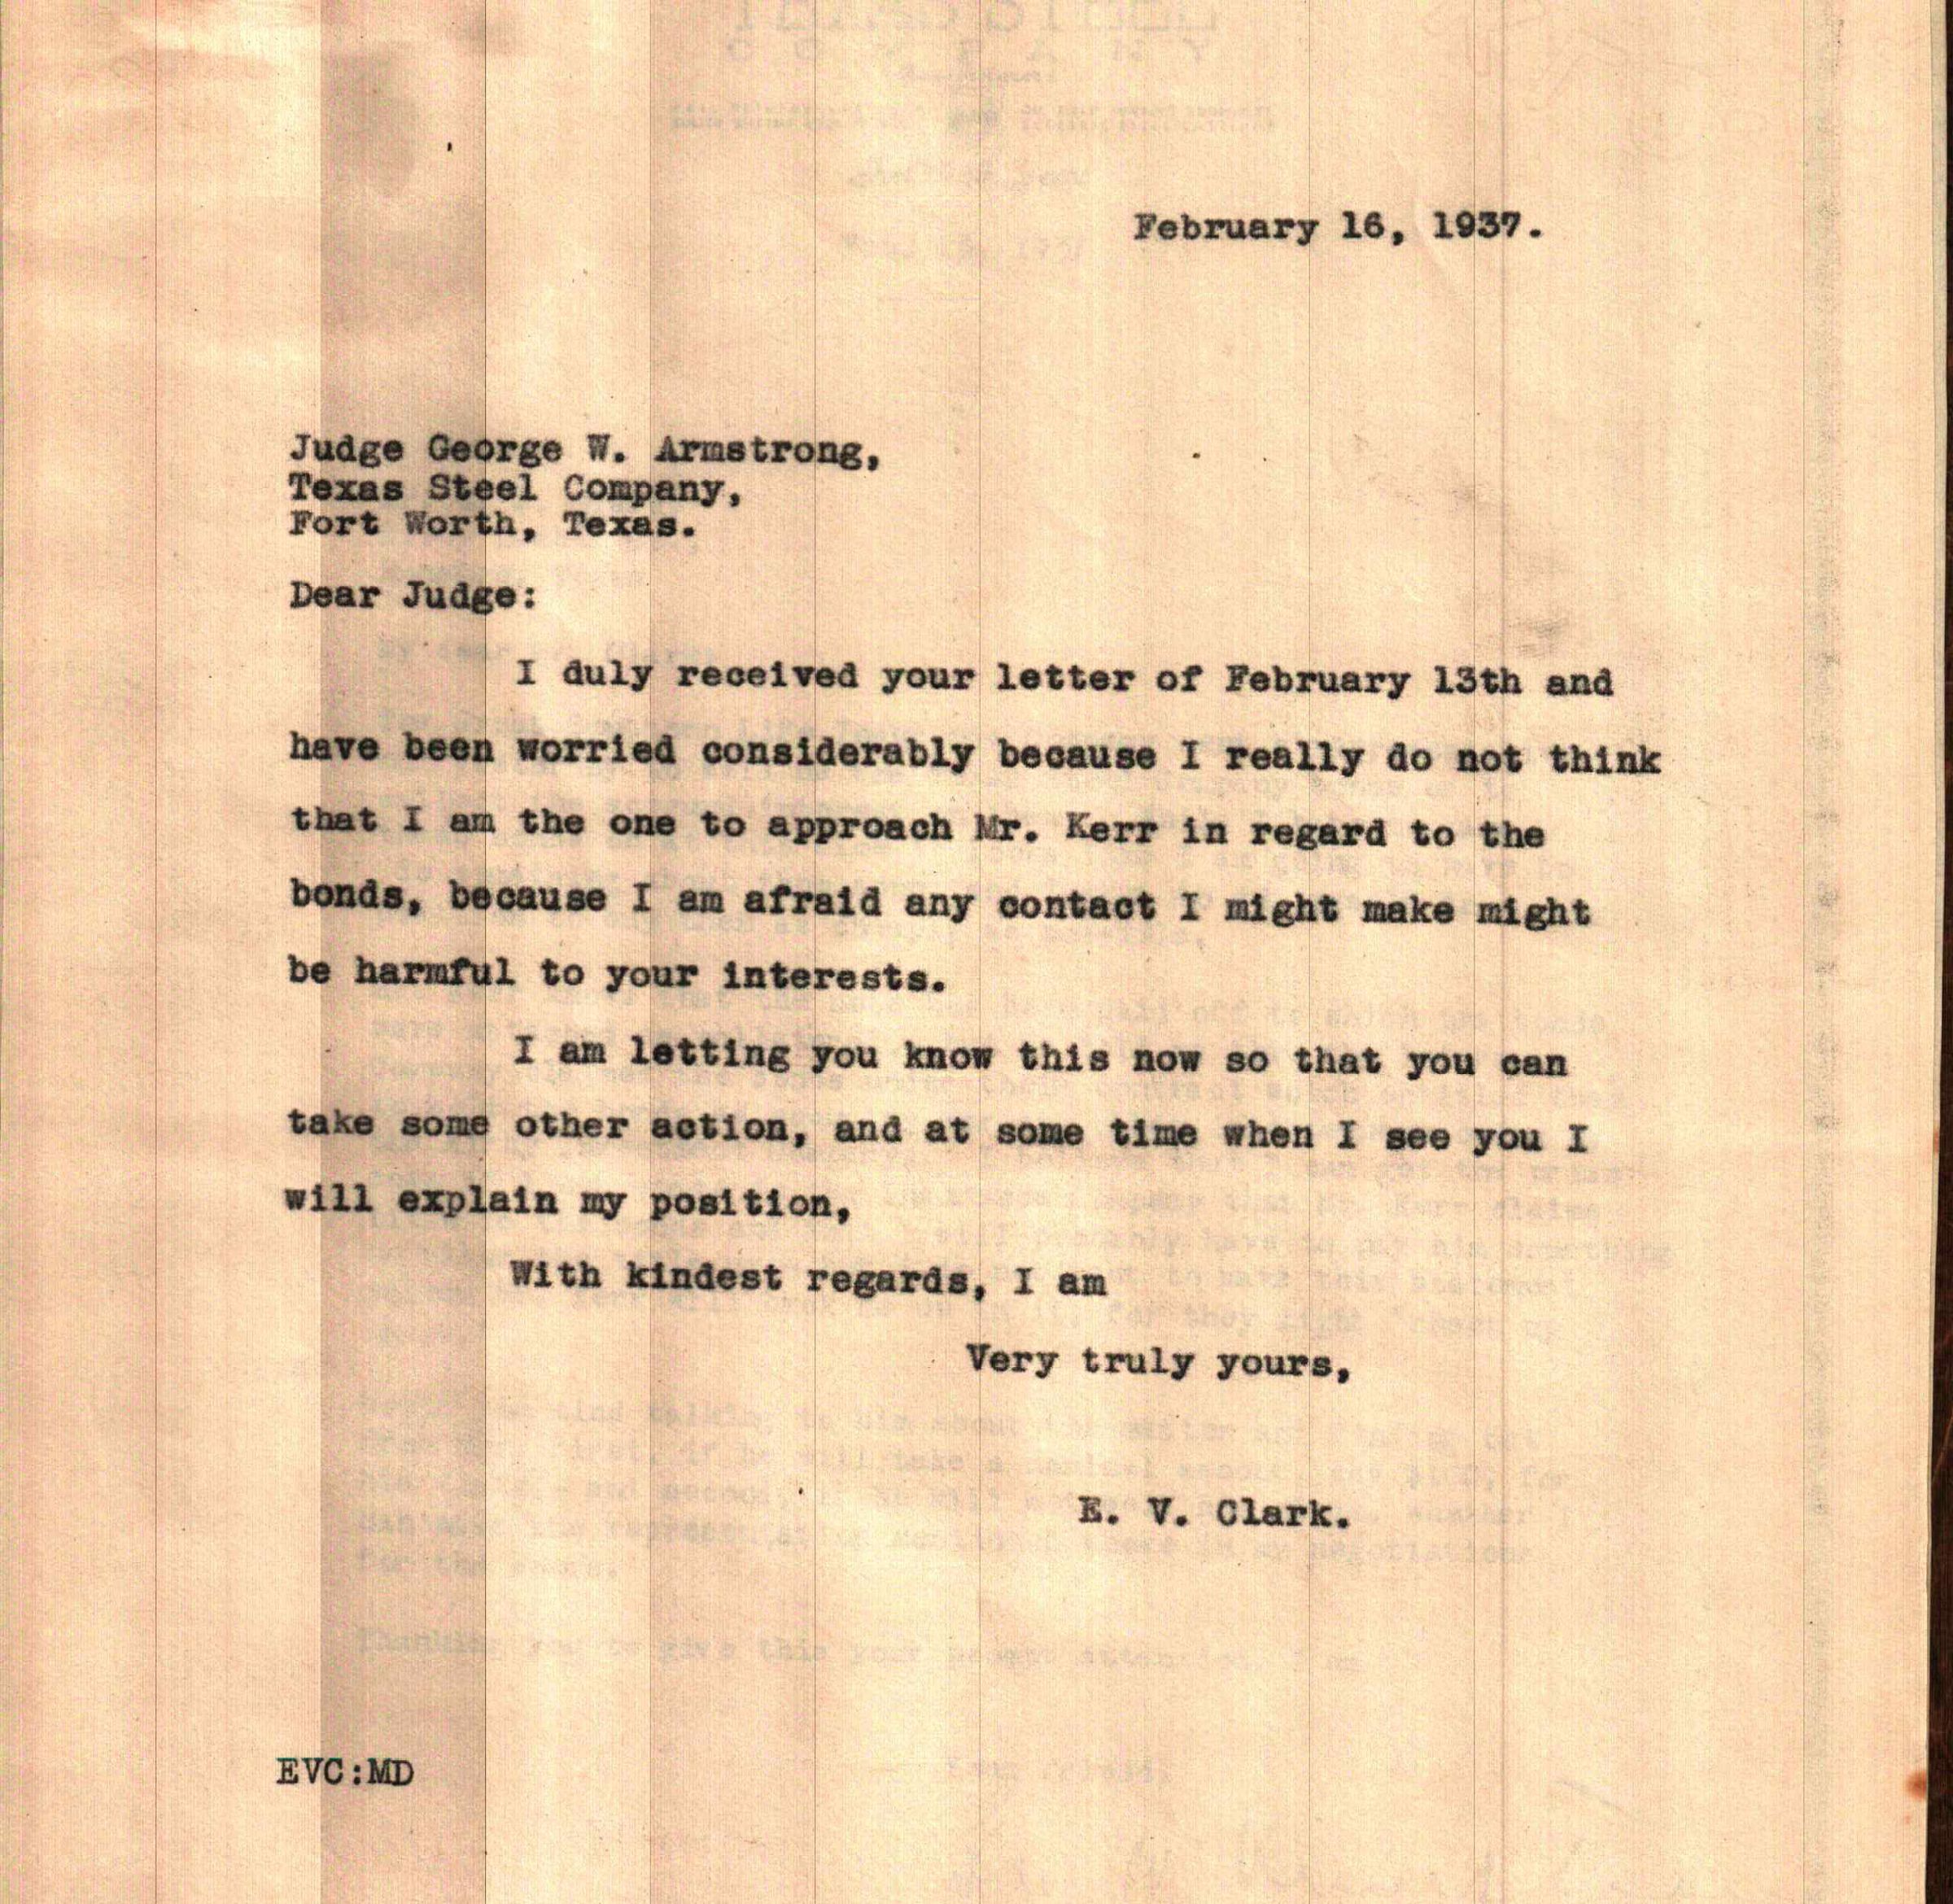 February 16, 1937.
Judge George W. Armstrong,
Texas Steel Company,
Fort Worth, Texas.
Dear Judge:
I duly received your letter of February 13th and
have been worried considerably because I really do not think
that I am the one to approach Mr. Kerr in regard to the
bonds, because I am afraid any contact I might make might
be harmful to your interests.
I am letting you know this now so that you can
take some other action, and at some time when I see you I
will explain my position,
With kindest regards, I am
Very truly yours,
E. V. Clark.
EVC:MD